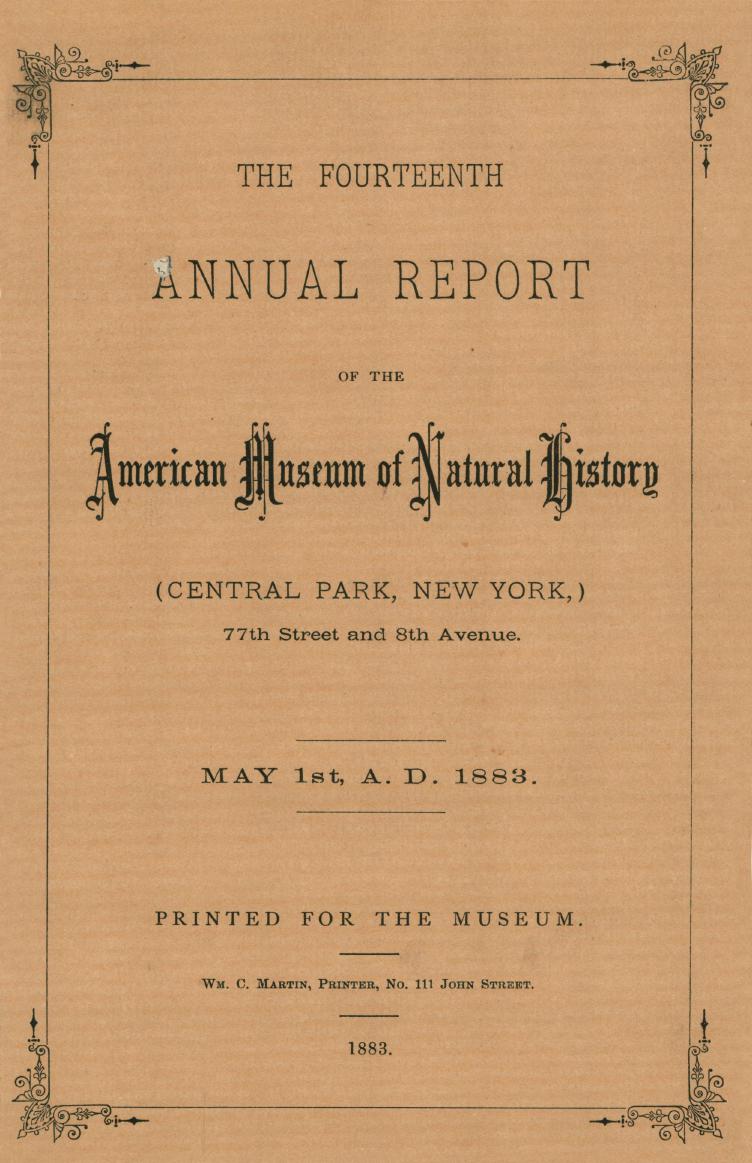 THE FOURTEENTH
ANNUAL REPORT
OF THE
American Museum of Natural History
(CENTRAL PARK, NEW YORK,)
77th Street and 8th Avenue.
MAY 1st, A. D. 1883.
PRINTED FOR THE MUSEUM.
WM. C. MARTIN, PRINTER, NO. 111 JOHN STREET.
1883.